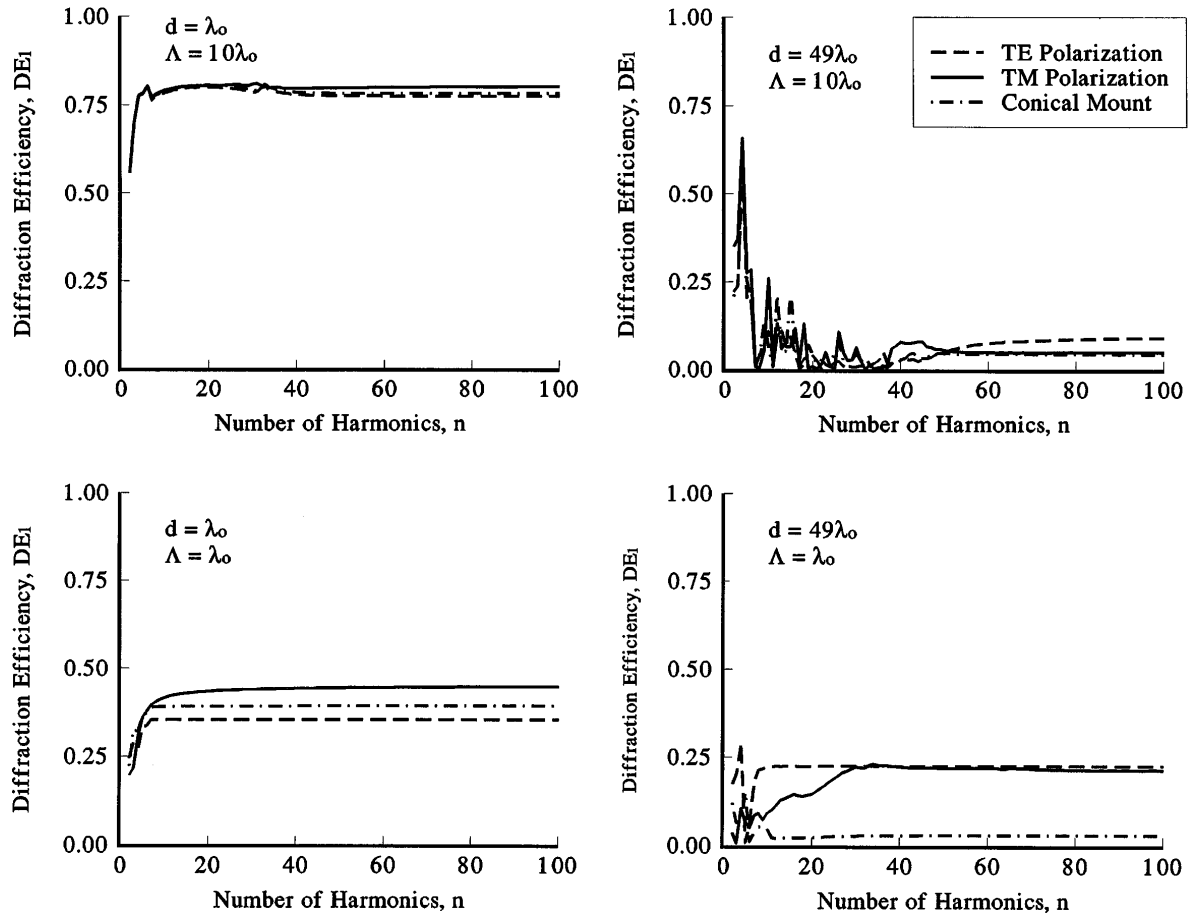 d = λo
Λ = 10λo
1.00
0.75
0.50
0.25
0.00
Diffraction Efficiency, DE1
0 20 40 60 80 100
Number of Harmonics, n
d = 49λo
Λ = 10λo
TE Polarization
TM Polarization
Conical Mount
1.00
0.75
0.50
0.25
0.00
Diffraction Efficiency, DE1
0 20 40 60 80 100
Number of Harmonics, n
d = λo
Λ = λo
1.00
0.75
0.50
0.25
0.00
Diffraction Efficiency, DE1
0 20 40 60 80 100
Number of Harmonics, n
d = 49λo
Λ = λo
1.00
0.75
0.50
0.25
0.00
Diffraction Efficiency, DE1
0 20 40 60 80 100
Number of Harmonics, n